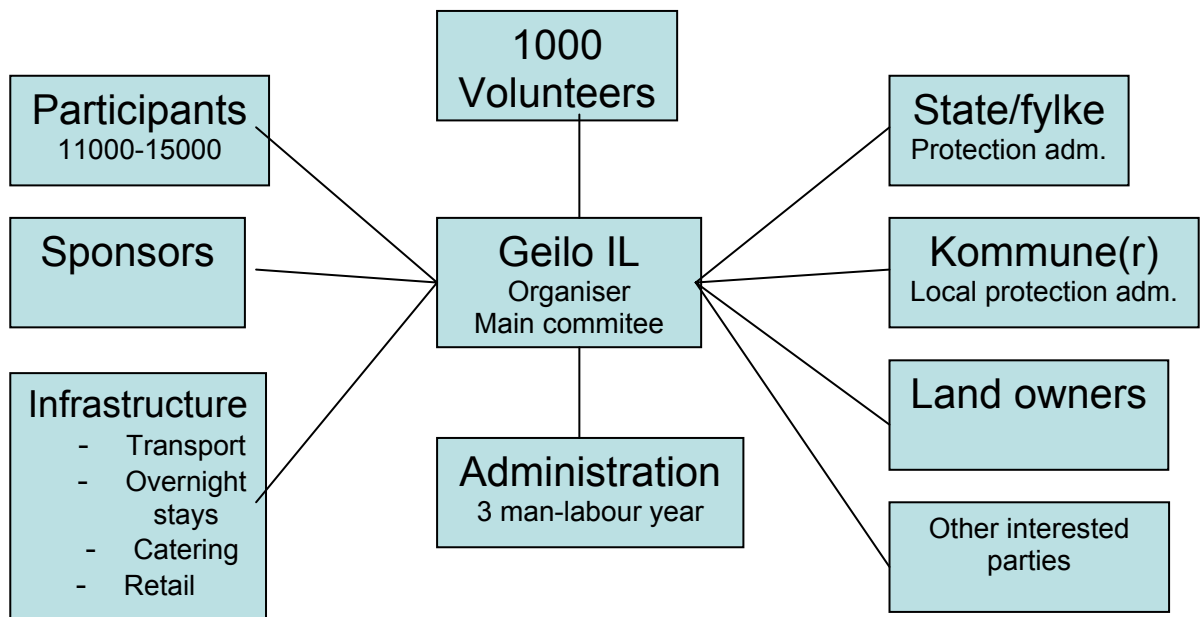 1000
Volunteers
Participants
11000-15000
State/fylke
Protection adm.
Sponsors
Geilo IL
Organiser
Main commitee
Kommune(r)
Local protection adm.
Infrastructure
- Transport
- Overnight
stays
- Catering
- Retail
Administration
3 man-labour year
Land owners
Other interested
parties